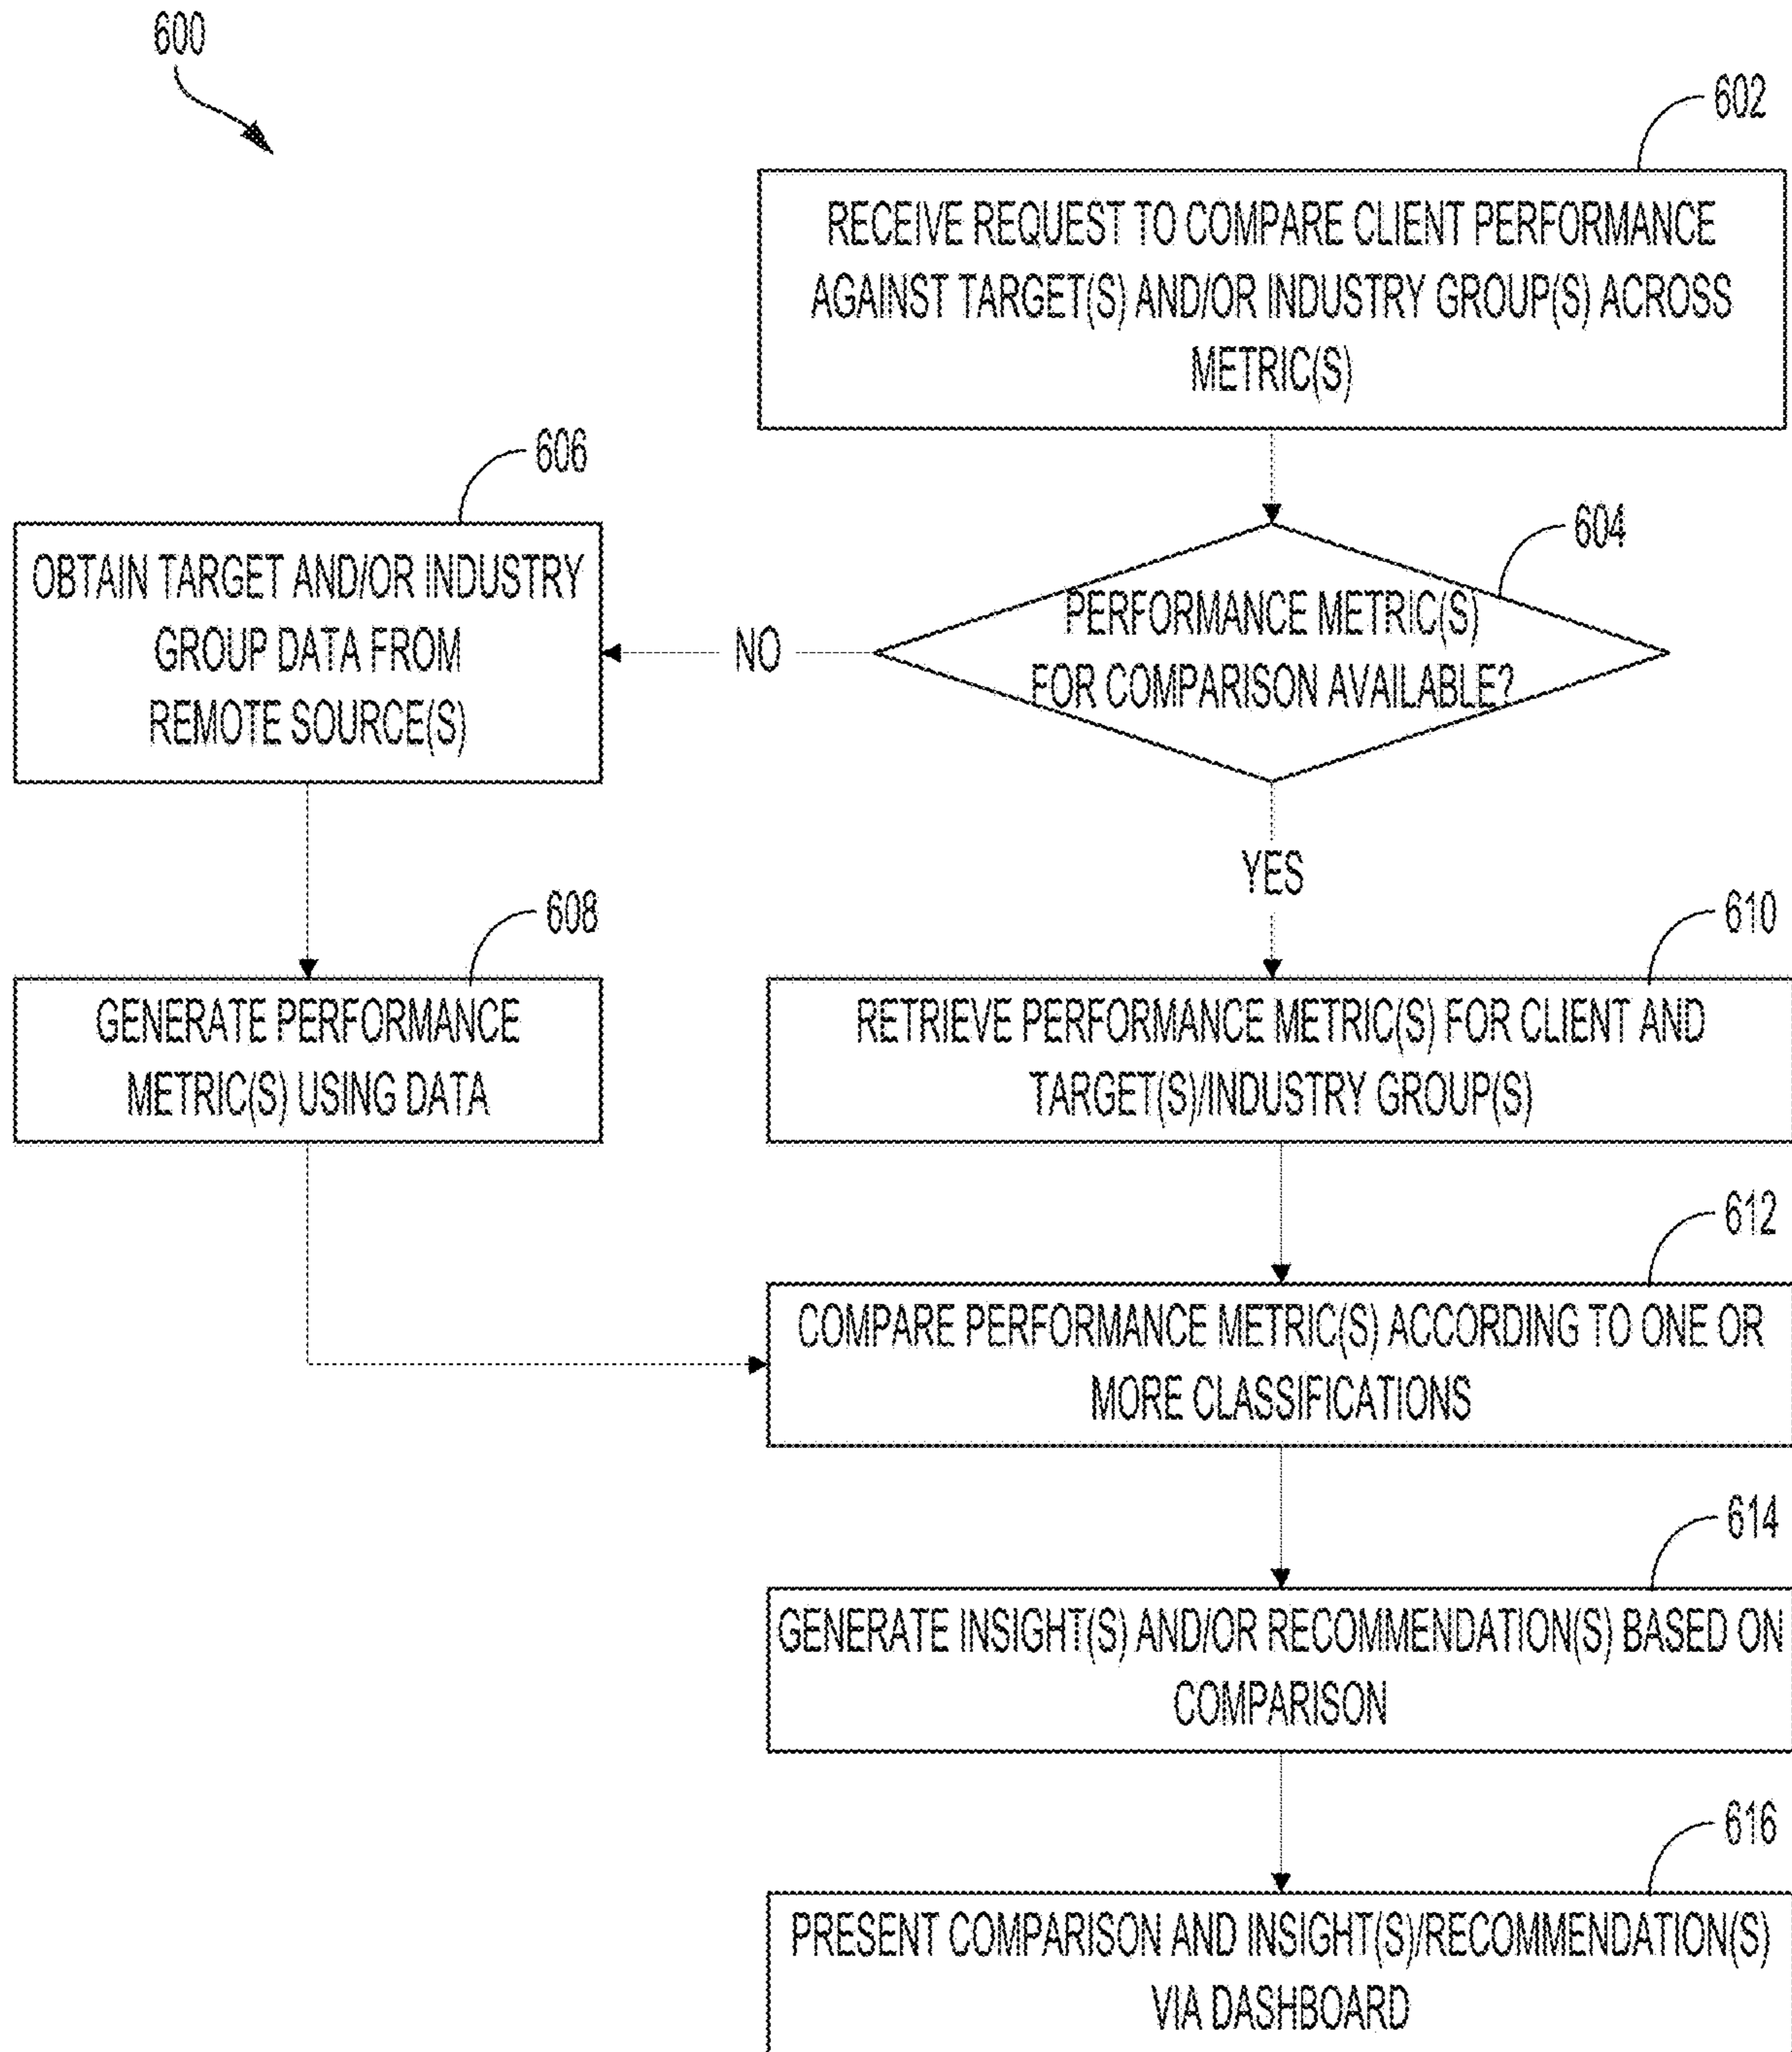 600
602
RECEIVE REQUEST TO COMPARE CLIENT PERFORMANCE
AGAINST TARGET(S) AND/OR INDUSTRY GROUP(S) ACROSS
METRIC(S)
604
PERFORMANCE METRIC(S)
FOR COMPARISON AVAILABLE?
NO
606
OBTAIN TARGET AND/OR INDUSTRY
GROUP DATA FROM
REMOTE SOURCE(S)
608
GENERATE PERFORMANCE
METRIC(S) USING DATA
YES
610
RETRIEVE PERFORMANCE METRIC(S) FOR CLIENT AND
TARGET(S)/INDUSTRY GROUP(S)
612
COMPARE PERFORMANCE METRIC(S) ACCORDING TO ONE OR
MORE CLASSIFICATIONS
614
GENERATE INSIGHT(S) AND/OR RECOMMENDATION(S) BASED ON
COMPARISON
616
PRESENT COMPARISON AND INSIGHT(S)/RECOMMENDATION(S)
VIA DASHBOARD